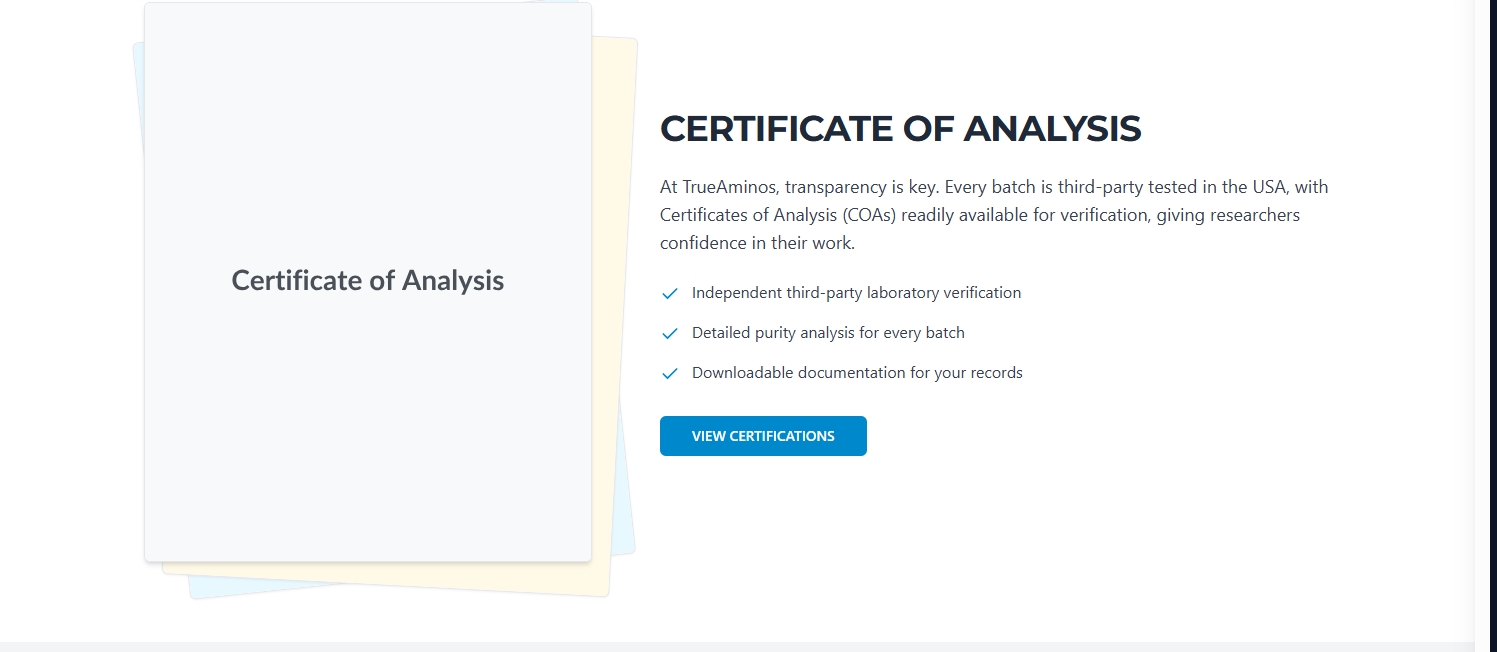 Certificate of Analysis
CERTIFICATE OF ANALYSIS
At TrueAminos, transparency is key. Every batch is third-party tested in the USA, with
Certificates of Analysis (COAs) readily available for verification, giving researchers
confidence in their work.
Independent third-party laboratory verification
Detailed purity analysis for every batch
Downloadable documentation for your records
VIEW CERTIFICATIONS